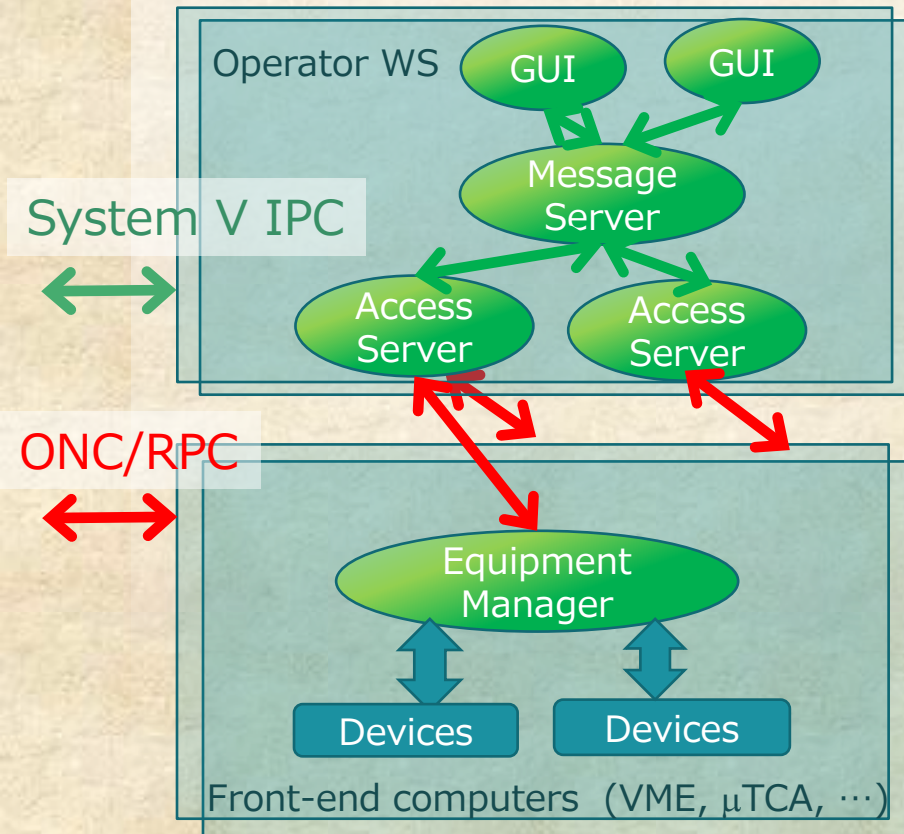 Operator WS
GUI
GUI
Message
Server
System V IPC
Access
Server
Access
Server
ONC/RPC
Equipment
Manager
Devices
Devices
Front-end computers (VME, μTCA, ⋯)